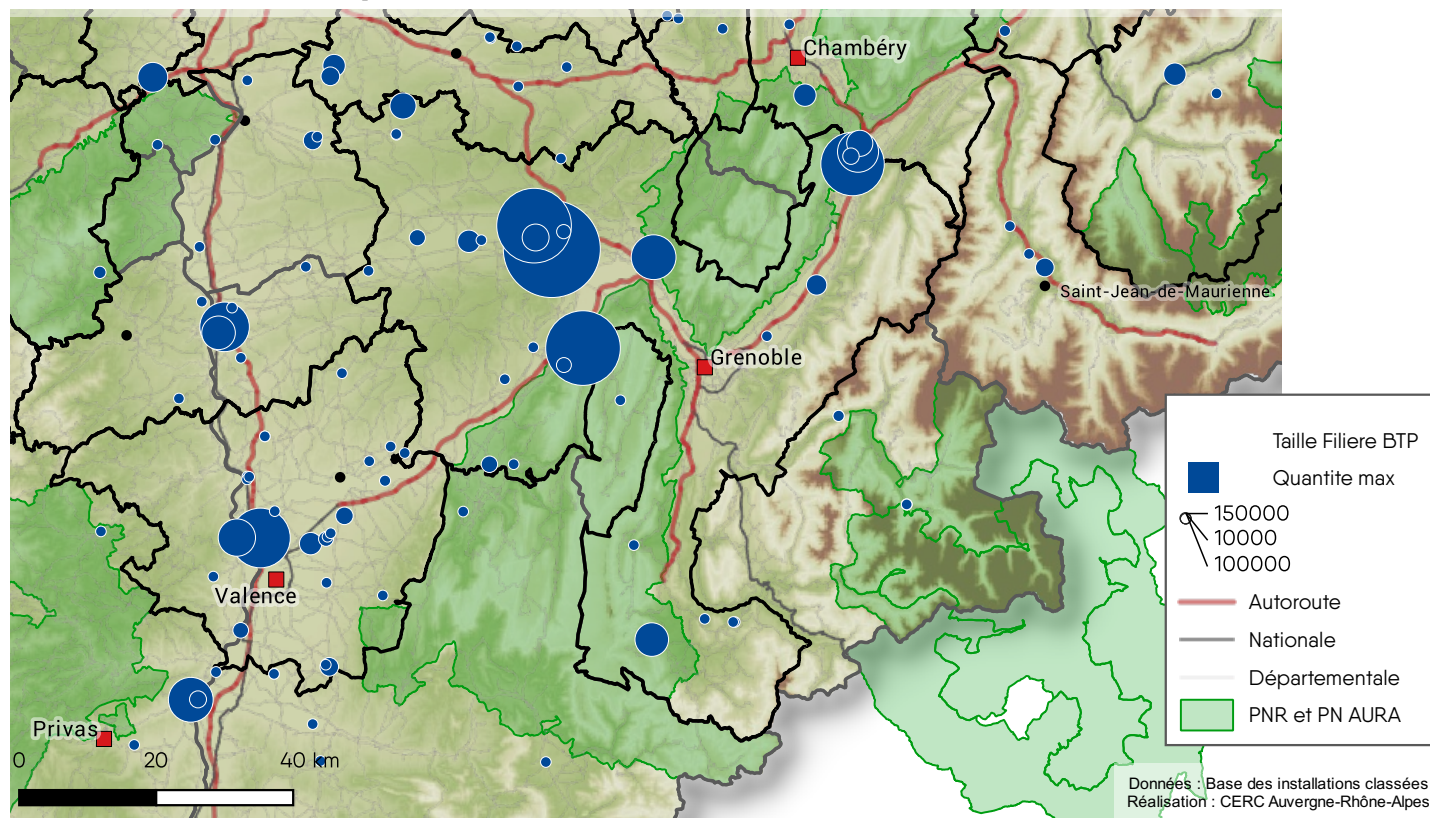 Chambéry
Saint-Jean-de-Maurienne
Grenoble
Taille Filiere BTP
Quantite max
150000
10000
100000
Valence
Autoroute
Nationale
Départementale
PNR et PN AURA
Privas
0 20 40 km
Données : Base des installations classées
Réalisation : CERC Auvergne-Rhône-Alpes